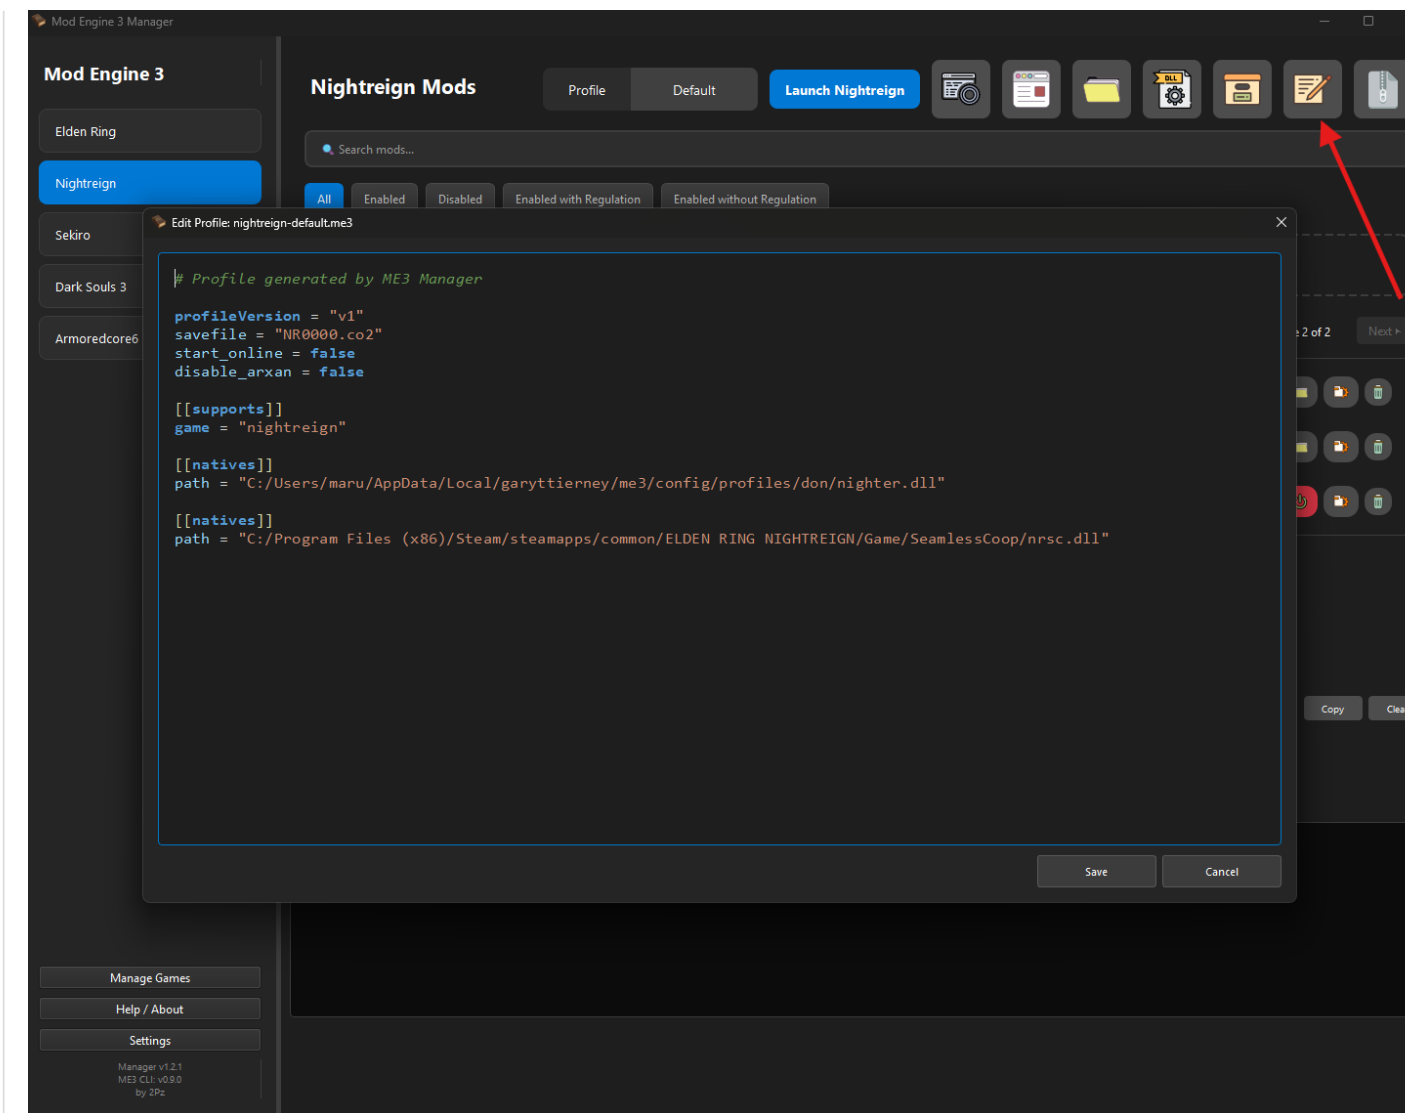 Mod Engine 3 Manager
Mod Engine 3
Elden Ring
Nightreign
Sekiro
Dark Souls 3
Armoredcore6
Nightreign Mods
Profile
Default
Launch Nightreign
DLL
Search mods...
All
Enabled
Disabled
Enabled with Regulation
Enabled without Regulation
Edit Profile: nightreign-default.me3
# Profile generated by ME3 Manager
profileVersion = "v1"
savefile = "NR0000.co2"
start_online = false
disable_arxan = false
[[supports]]
game = "nightreign"
[[natives]]
path = "C:/Users/maru/AppData/Local/garyttierney/me3/config/profiles/don/nighter.dll"
[[natives]]
path = "C:/Program Files (x86)/Steam/steamapps/common/ELDEN RING NIGHTREIGN/Game/SeamlessCoop/nrsc.dll"
Save
Cancel
2 of 2
Next
Copy
Clea
Manage Games
Help / About
Settings
Manager v1.2.1
ME3 CLI: v0.9.0
by 2Pz